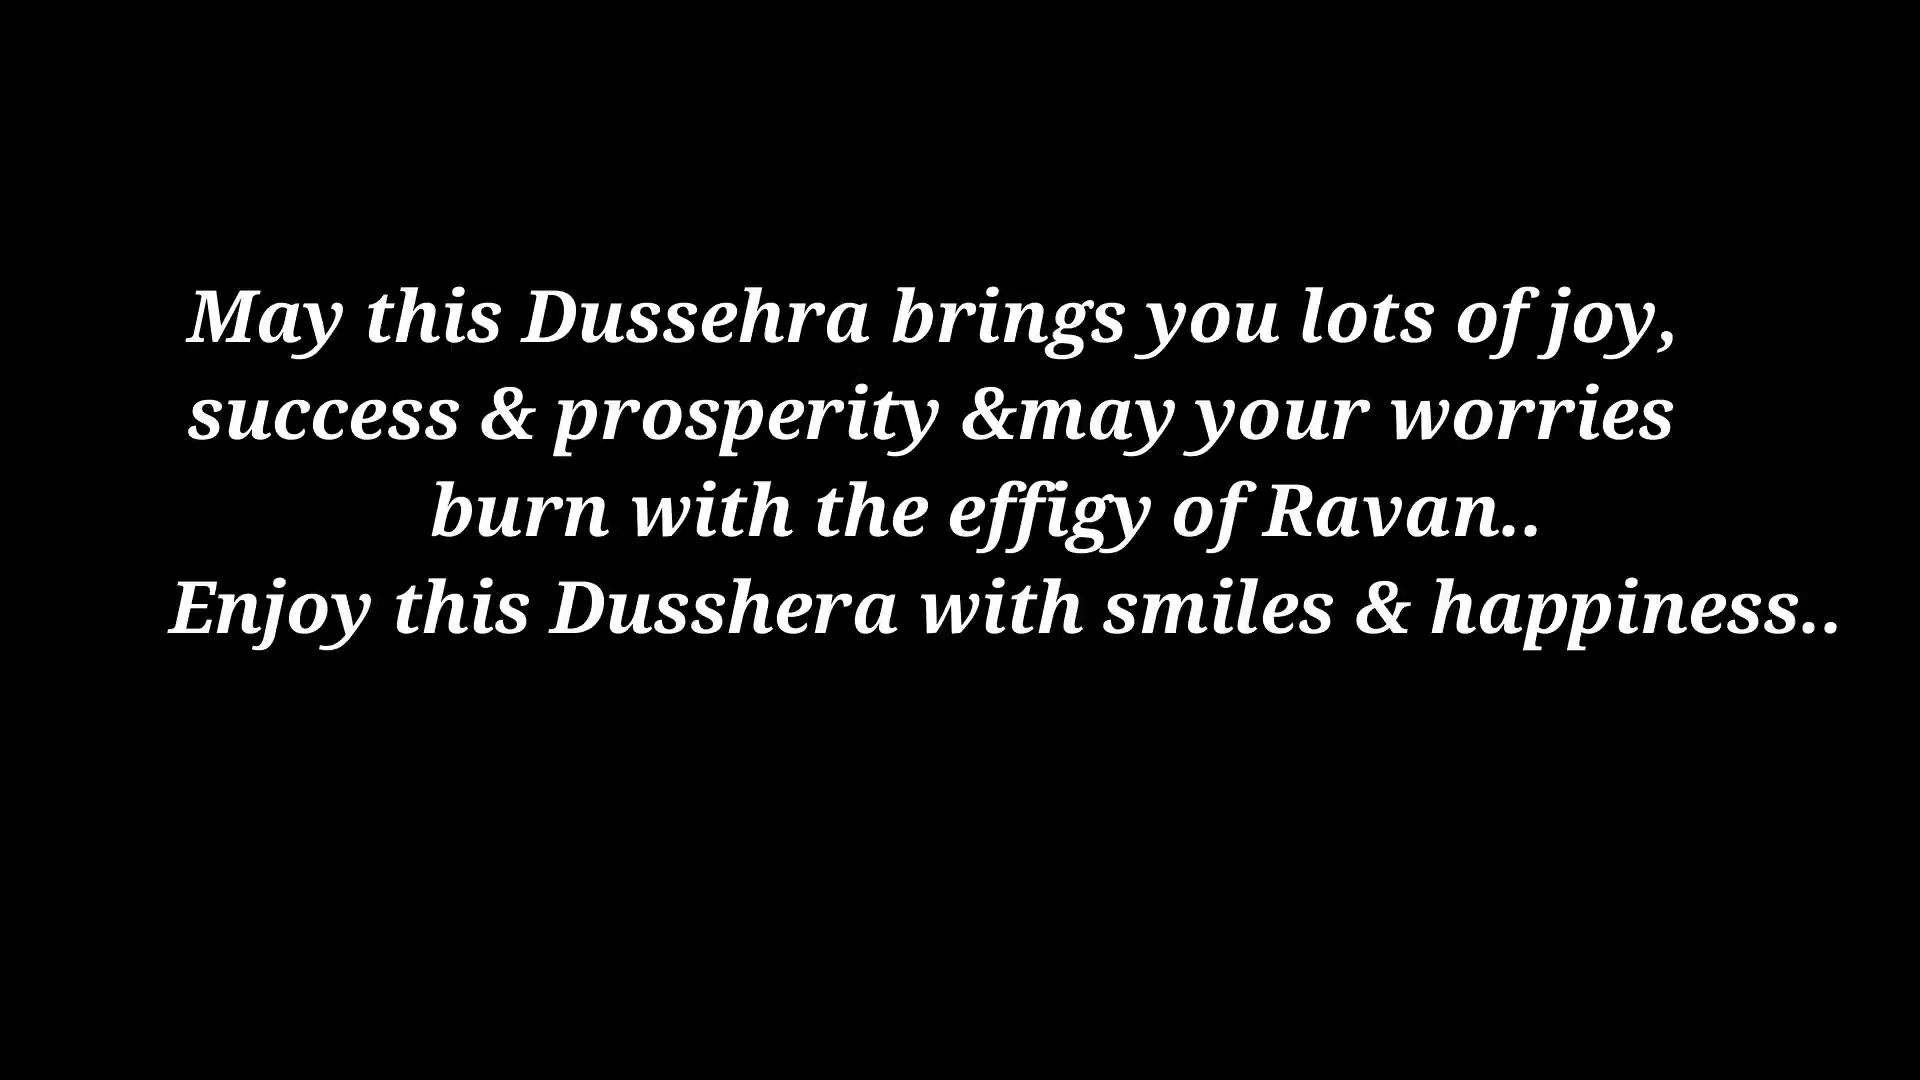 May this Dussehra brings you lots of joy,
success & prosperity &may your worries
burn with the effigy of Ravan..
Enjoy this Dusshera with smiles & happiness..